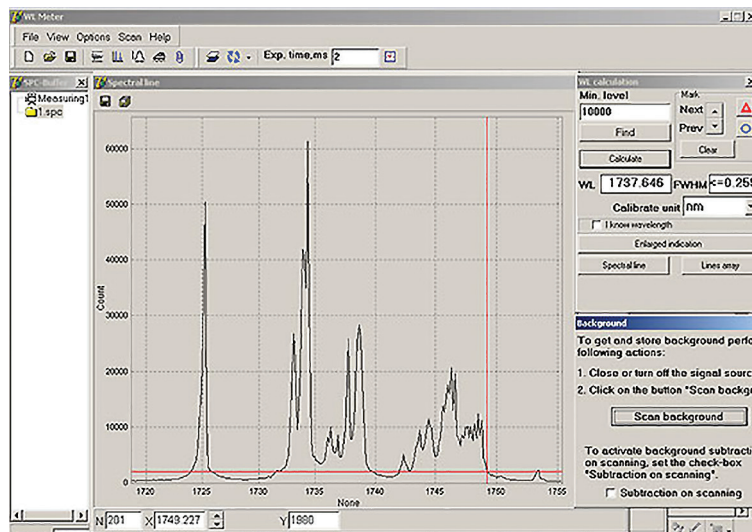 WL Meter
File View Options Scan Help
Exp. time, ms 2
SPC-Buffer
Measuring1
1.spc
Spectral line
60000
50000
40000
30000
20000
10000
0
Count
1720 1725 1730 1735 1740 1745 1750 1755
None
N 201 X 1749.227 Y 1980
WL calculation
Min. level
10000
Find
Calculate
Mark
Next
Prev
Clear
WL 1737.646 FWHM <=0.259
Calibrate unit nm
I know wavelength
Enlarged indication
Spectral line Lines array
Background
To get and store background perfo
following actions:
1. Close or turn off the signal sourc
2. Click on the button "Scan backg
Scan background
To activate background subtracti
on scanning, set the check-box
"Subtraction on scanning".
Subtraction on scanning